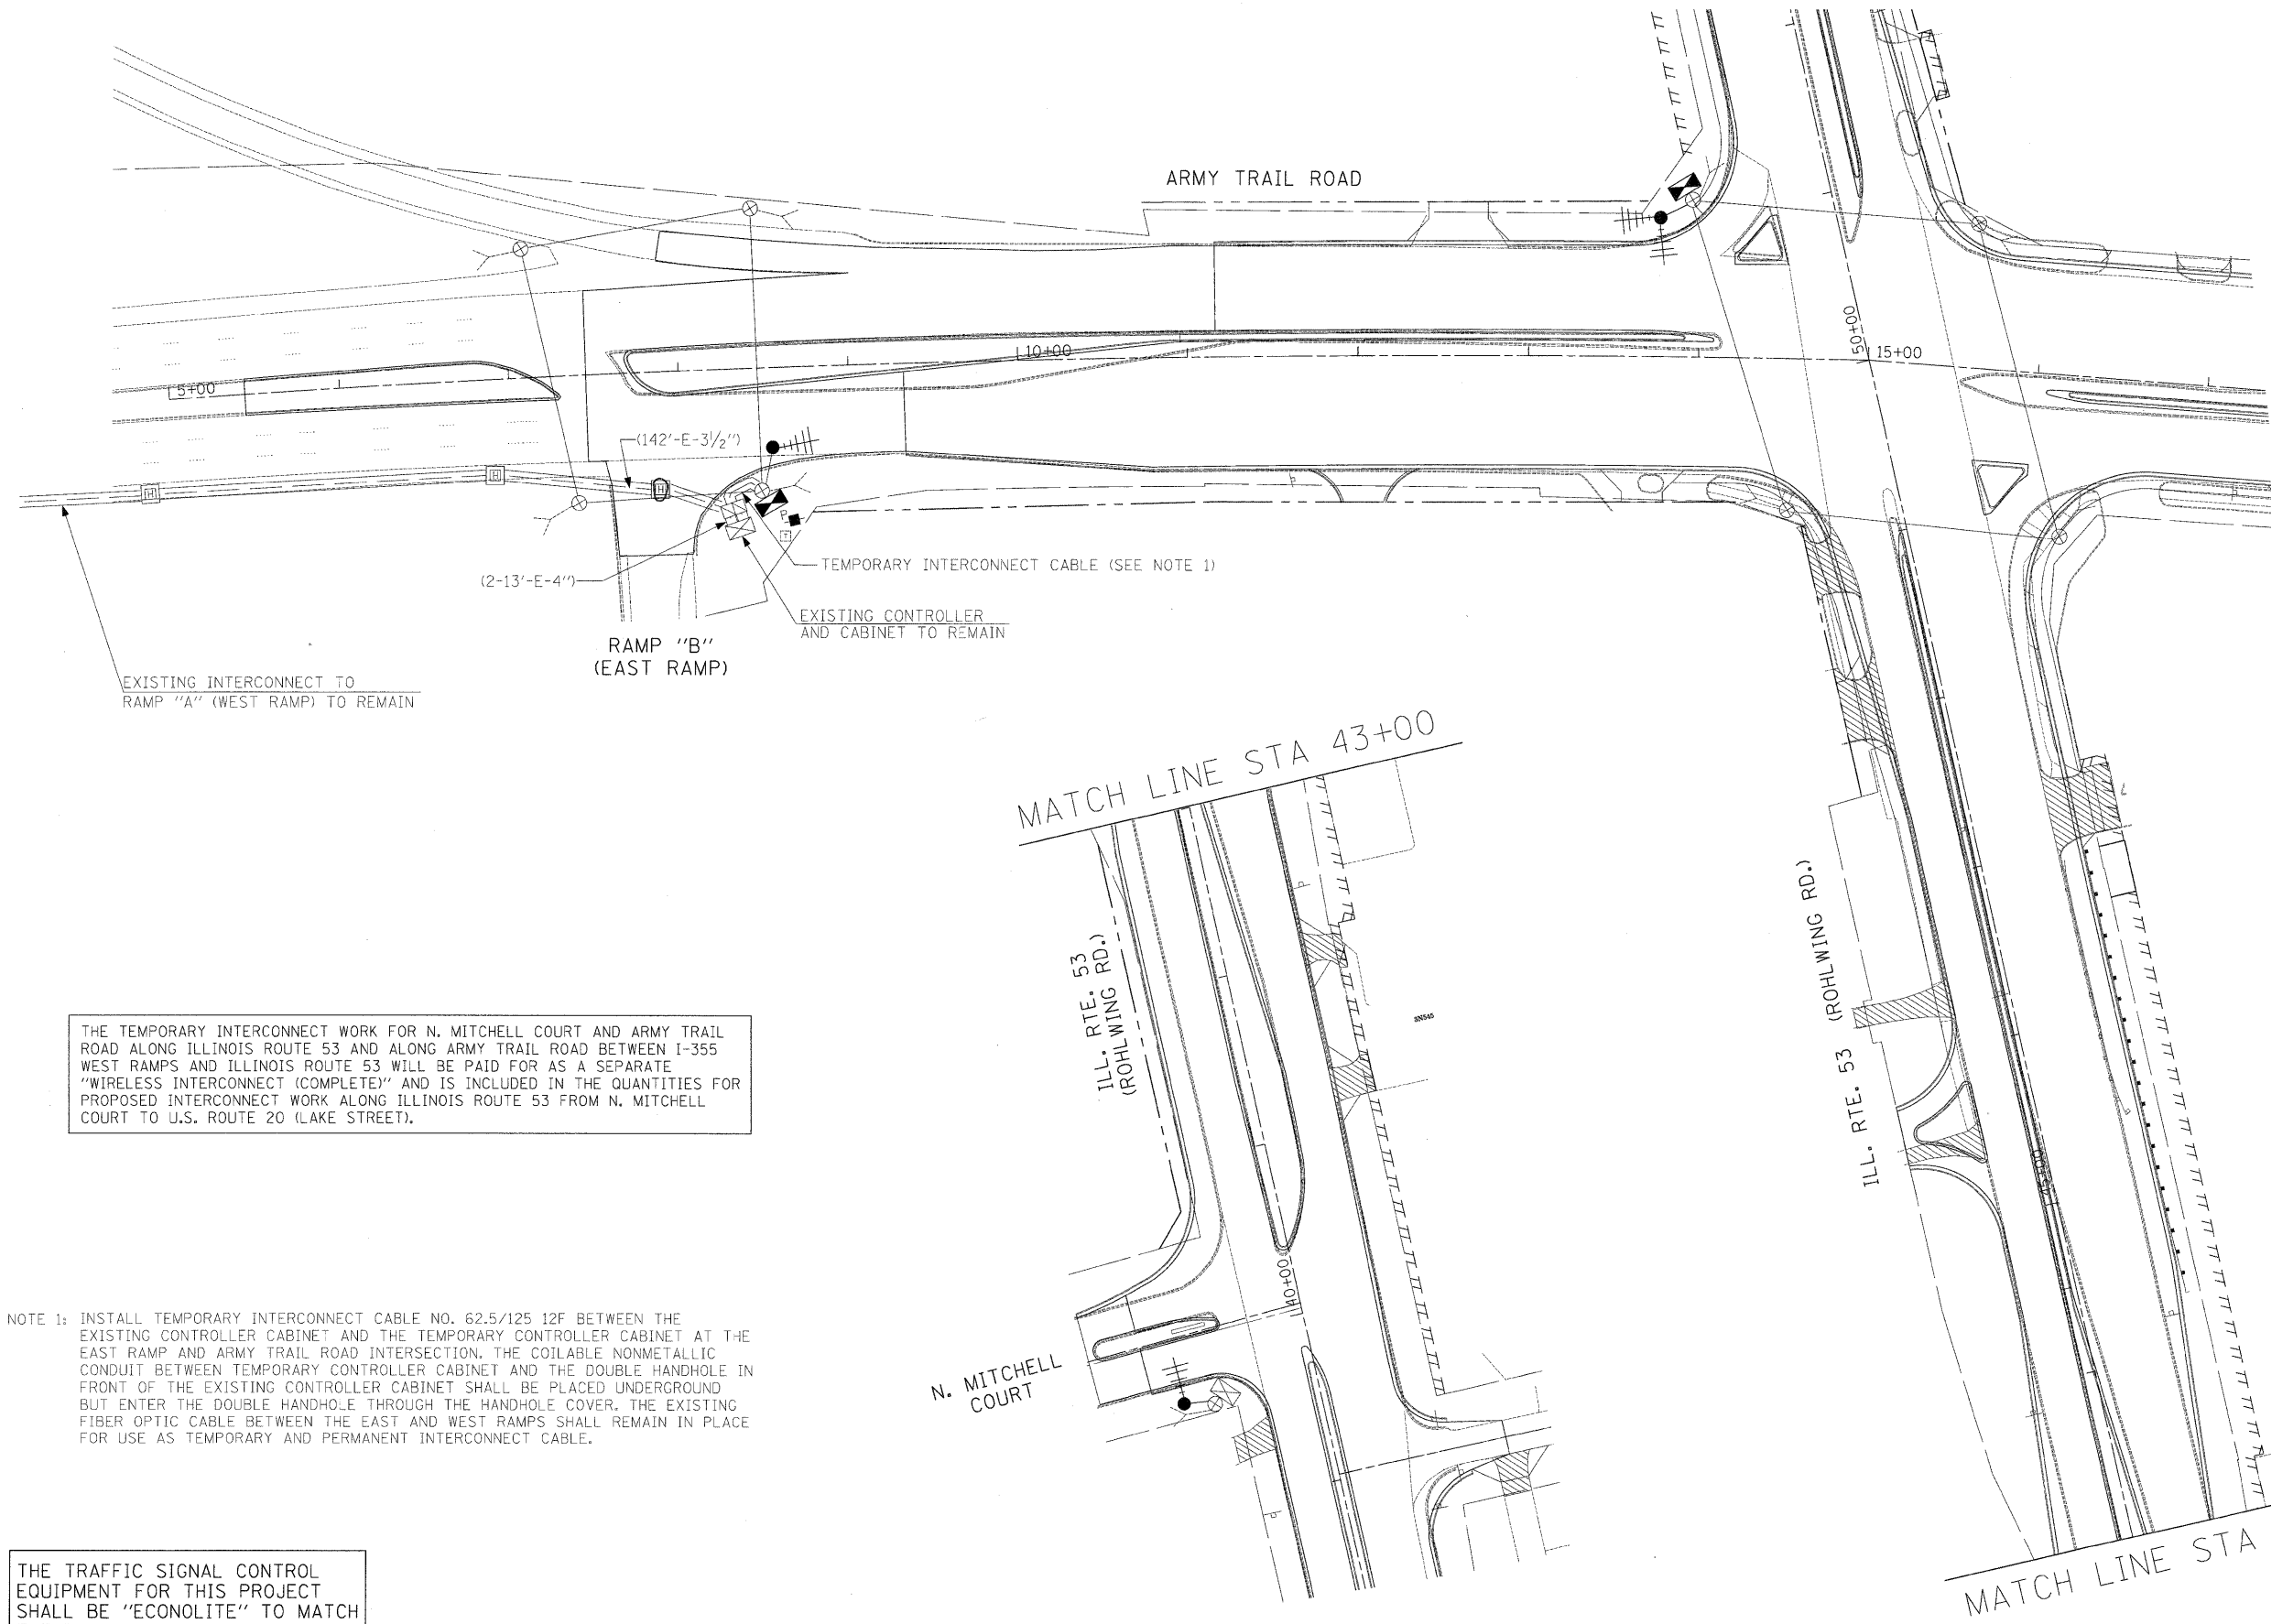 ARMY TRAIL ROAD
50+00
15+00
10+00
5+00
(142'-E-3½")
H
H
H
P
T
TEMPORARY INTERCONNECT CABLE (SEE NOTE 1)
(2-13'-E-4")
EXISTING CONTROLLER
AND CABINET TO REMAIN
RAMP "B"
(EAST RAMP)
EXISTING INTERCONNECT TO
RAMP "A" (WEST RAMP) TO REMAIN
MATCH LINE STA 43+00
ILL. RTE. 53
(ROHLWING RD.)
ILL. RTE. 53 (ROHLWING RD.)
SN545
45+00
THE TEMPORARY INTERCONNECT WORK FOR N. MITCHELL COURT AND ARMY TRAIL
ROAD ALONG ILLINOIS ROUTE 53 AND ALONG ARMY TRAIL ROAD BETWEEN I-355
WEST RAMPS AND ILLINOIS ROUTE 53 WILL BE PAID FOR AS A SEPARATE
"WIRELESS INTERCONNECT (COMPLETE)" AND IS INCLUDED IN THE QUANTITIES FOR
PROPOSED INTERCONNECT WORK ALONG ILLINOIS ROUTE 53 FROM N. MITCHELL
COURT TO U.S. ROUTE 20 (LAKE STREET).
40+00
N. MITCHELL
COURT
NOTE 1: INSTALL TEMPORARY INTERCONNECT CABLE NO. 62.5/125 12F BETWEEN THE
EXISTING CONTROLLER CABINET AND THE TEMPORARY CONTROLLER CABINET AT THE
EAST RAMP AND ARMY TRAIL ROAD INTERSECTION. THE COILABLE NONMETALLIC
CONDUIT BETWEEN TEMPORARY CONTROLLER CABINET AND THE DOUBLE HANDHOLE IN
FRONT OF THE EXISTING CONTROLLER CABINET SHALL BE PLACED UNDERGROUND
BUT ENTER THE DOUBLE HANDHOLE THROUGH THE HANDHOLE COVER. THE EXISTING
FIBER OPTIC CABLE BETWEEN THE EAST AND WEST RAMPS SHALL REMAIN IN PLACE
FOR USE AS TEMPORARY AND PERMANENT INTERCONNECT CABLE.
MATCH LINE STA
THE TRAFFIC SIGNAL CONTROL
EQUIPMENT FOR THIS PROJECT
SHALL BE "ECONOLITE" TO MATCH